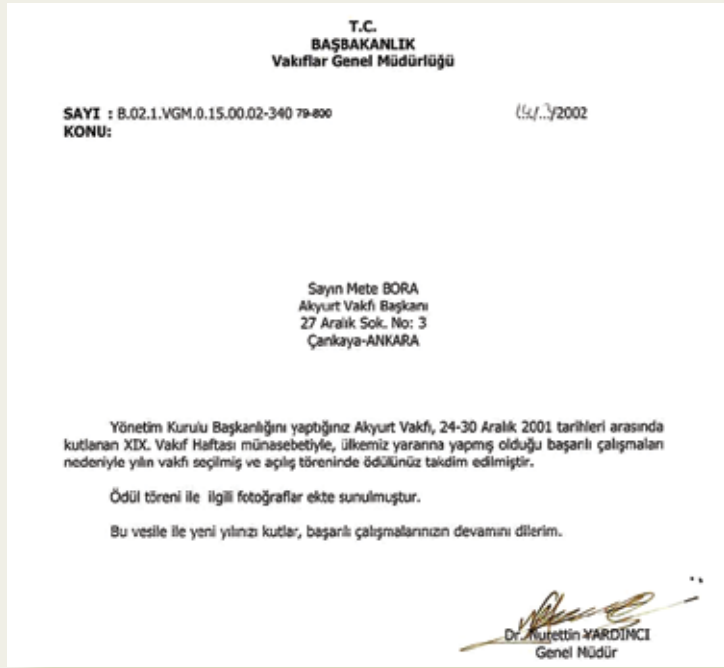 T.C.
BAŞBAKANLIK
Vakıflar Genel Müdürlüğü
SAYI : B.02.1.VGM.0.15.00.02-340 79-800
/2002
KONU:
Sayın Mete BORA
Akyurt Vakfı Başkanı
27 Aralık Sok. No: 3
Çankaya-ANKARA
Yönetim Kurulu Başkanlığını yaptığınız Akyurt Vakfı, 24-30 Aralık 2001 tarihleri arasında
kutlanan XIX. Vakıf Haftası münasebetiyle, ülkemiz yararına yapmış olduğu başarılı çalışmaları
nedeniyle yılın vakfı seçilmiş ve açılış töreninde ödülünüz takdim edilmiştir.
Ödül töreni ile ilgili fotoğraflar ekte sunulmuştur.
Bu vesile ile yeni yılınızı kutlar, başarılı çalışmalarınızın devamını dilerim.
Dr. Nurettin YARDIMCI
Genel Müdür